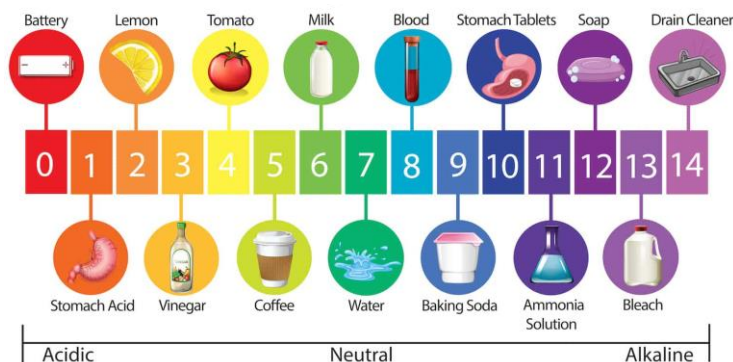 Battery Lemon Tomato Milk Blood Stomach Tablets Soap Drain Cleaner
0 1 2 3 4 5 6 7 8 9 10 11 12 13 14
Stomach Acid Vinegar Coffee Water Baking Soda Ammonia Bleach
Solution
Acidic Neutral Alkaline